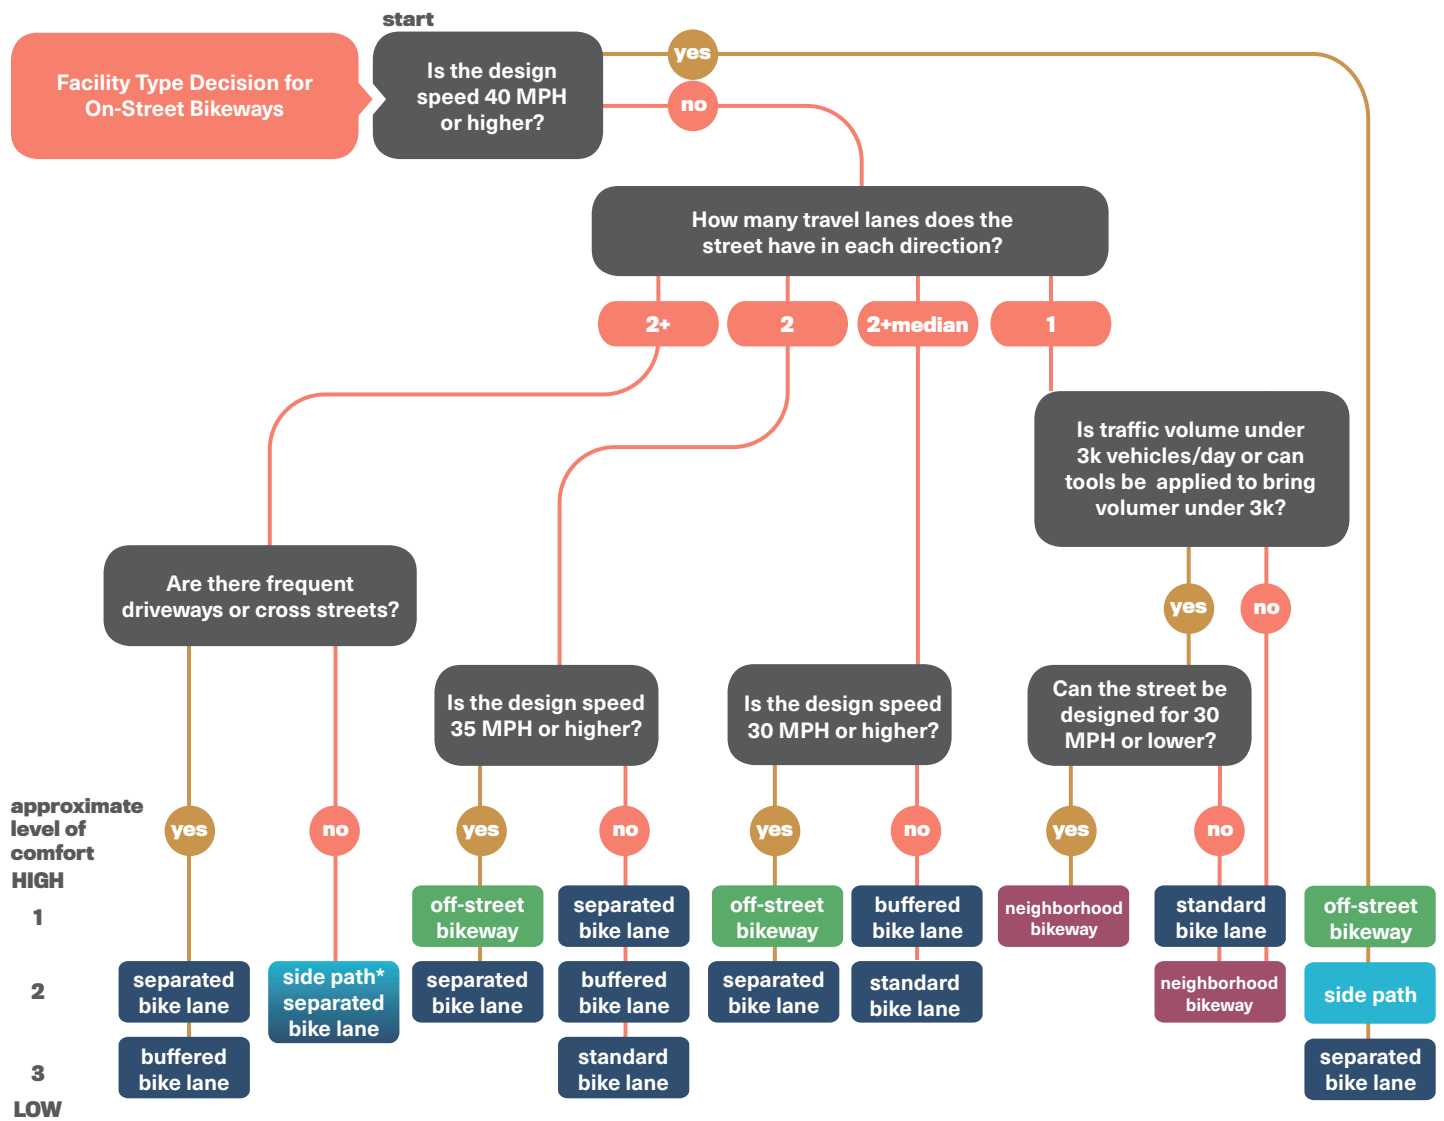 start
Facility Type Decision for
On-Street Bikeways
Is the design
speed 40 MPH
or higher?
yes
no
How many travel lanes does the
street have in each direction?
2+
2
2+median
1
Is traffic volume under
3k vehicles/day or can
tools be applied to bring
volumer under 3k?
yes
no
Are there frequent
driveways or cross streets?
Is the design speed
35 MPH or higher?
Is the design speed
30 MPH or higher?
Can the street be
designed for 30
MPH or lower?
approximate
level of
comfort
HIGH
yes
no
yes
no
yes
no
yes
no
1
off-street
bikeway
separated
bike lane
off-street
bikeway
buffered
bike lane
neighborhood
bikeway
standard
bike lane
off-street
bikeway
2
separated
bike lane
side path*
separated
bike lane
separated
bike lane
buffered
bike lane
separated
bike lane
standard
bike lane
neighborhood
bikeway
side path
3
buffered
bike lane
standard
bike lane
separated
bike lane
LOW